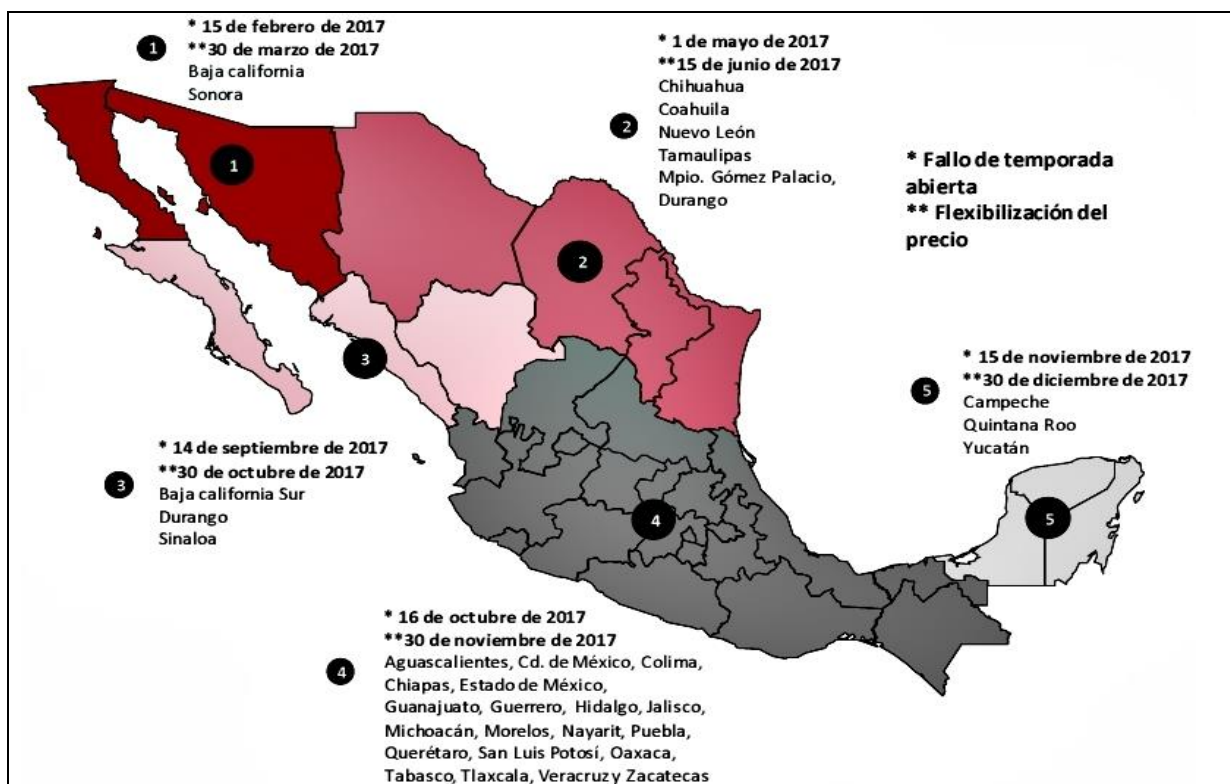 1
* 15 de febrero de 2017
**30 de marzo de 2017
Baja california
Sonora
2
* 1 de mayo de 2017
**15 de junio de 2017
Chihuahua
Coahuila
Nuevo León
Tamaulipas
Mpio. Gómez Palacio,
Durango
* Fallo de temporada
abierta
** Flexibilización del
precio
1
2
3
4
5
5
* 15 de noviembre de 2017
**30 de diciembre de 2017
Campeche
Quintana Roo
Yucatán
3
* 14 de septiembre de 2017
**30 de octubre de 2017
Baja california Sur
Durango
Sinaloa
4
* 16 de octubre de 2017
**30 de noviembre de 2017
Aguascalientes, Cd. de México, Colima,
Chiapas, Estado de México,
Guanajuato, Guerrero, Hidalgo, Jalisco,
Michoacán, Morelos, Nayarit, Puebla,
Querétaro, San Luis Potosí, Oaxaca,
Tabasco, Tlaxcala, Veracruz y Zacatecas